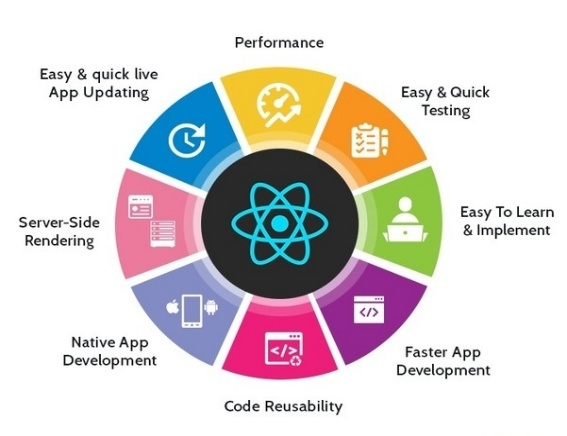 Performance
Easy & quick live
App Updating
Easy & Quick
Testing
Server-Side
Rendering
Easy To Learn
& Implement
Native App
Development
Faster App
Development
Code Reusability